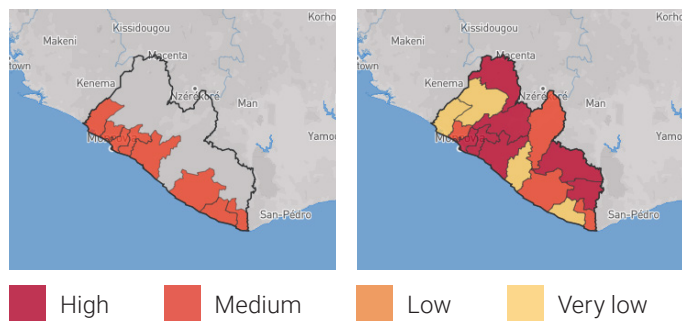 Korho
Kissidougou
Makeni
Macenta
Kenema
Nzérékoré
Man
Yamo
San-Pédro
Korho
Kissidougou
Makeni
Macenta
town
Kenema
Nzérékoré
Man
Yamo
San-Pédro
High
Medium
Low
Very low